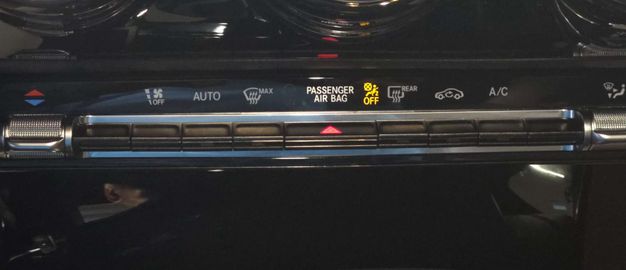 OFF
AUTO
MAX
PASSENGER
AIR BAG
OFF
REAR
A/C